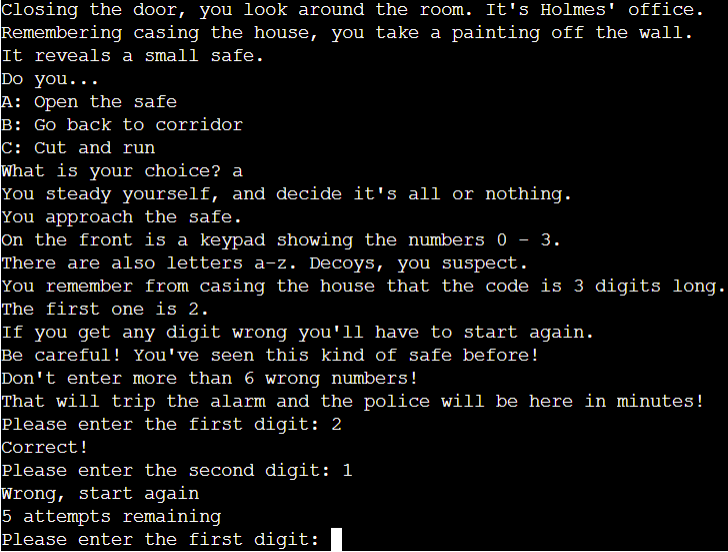 Closing the door, you look around the room. It's Holmes' office.
Remembering casing the house, you take a painting off the wall.
It reveals a small safe.
Do you...
A: Open the safe
B: Go back to corridor
C: Cut and run
What is your choice? a
You steady yourself, and decide it's all or nothing.
You approach the safe.
On the front is a keypad showing the numbers 0 - 3.
There are also letters a-z. Decoys, you suspect.
You remember from casing the house that the code is 3 digits long.
The first one is 2.
If you get any digit wrong you'll have to start again.
Be careful! You've seen this kind of safe before!
Don't enter more than 6 wrong numbers!
That will trip the alarm and the police will be here in minutes!
Please enter the first digit: 2
Correct!
Please enter the second digit: 1
Wrong, start again
5 attempts remaining
Please enter the first digit: